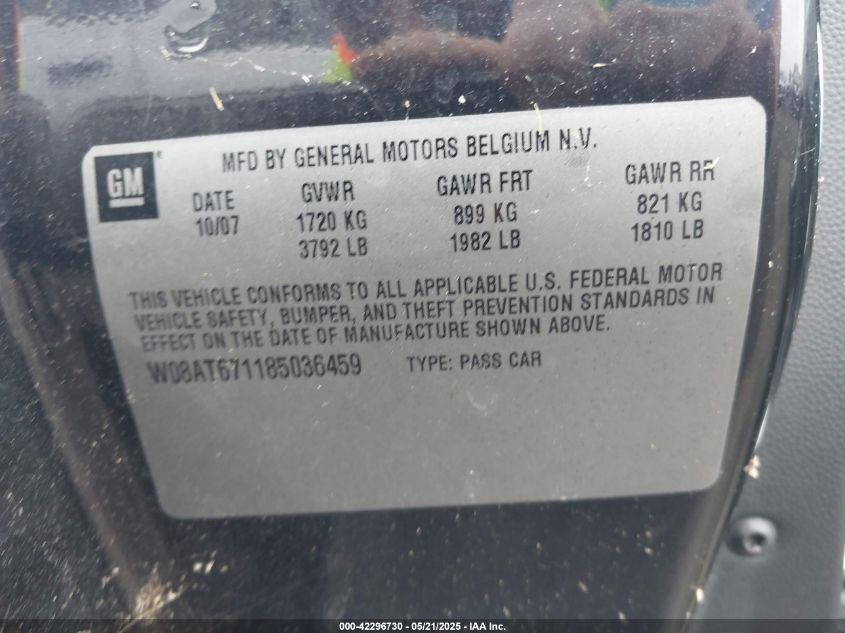 GM
MFD BY GENERAL MOTORS BELGIUM N.V.
DATE GVWR GAWR FRT GAWR RR
10/07 1720 KG 899 KG 821 KG
3792 LB 1982 LB 1810 LB
THIS VEHICLE CONFORMS TO ALL APPLICABLE U.S. FEDERAL MOTOR
VEHICLE SAFETY, BUMPER, AND THEFT PREVENTION STANDARDS IN
EFFECT ON THE DATE OF MANUFACTURE SHOWN ABOVE.
W08AT671185036459 TYPE: PASS CAR
000-42296730 - 05/21/2025 - IAA Inc.